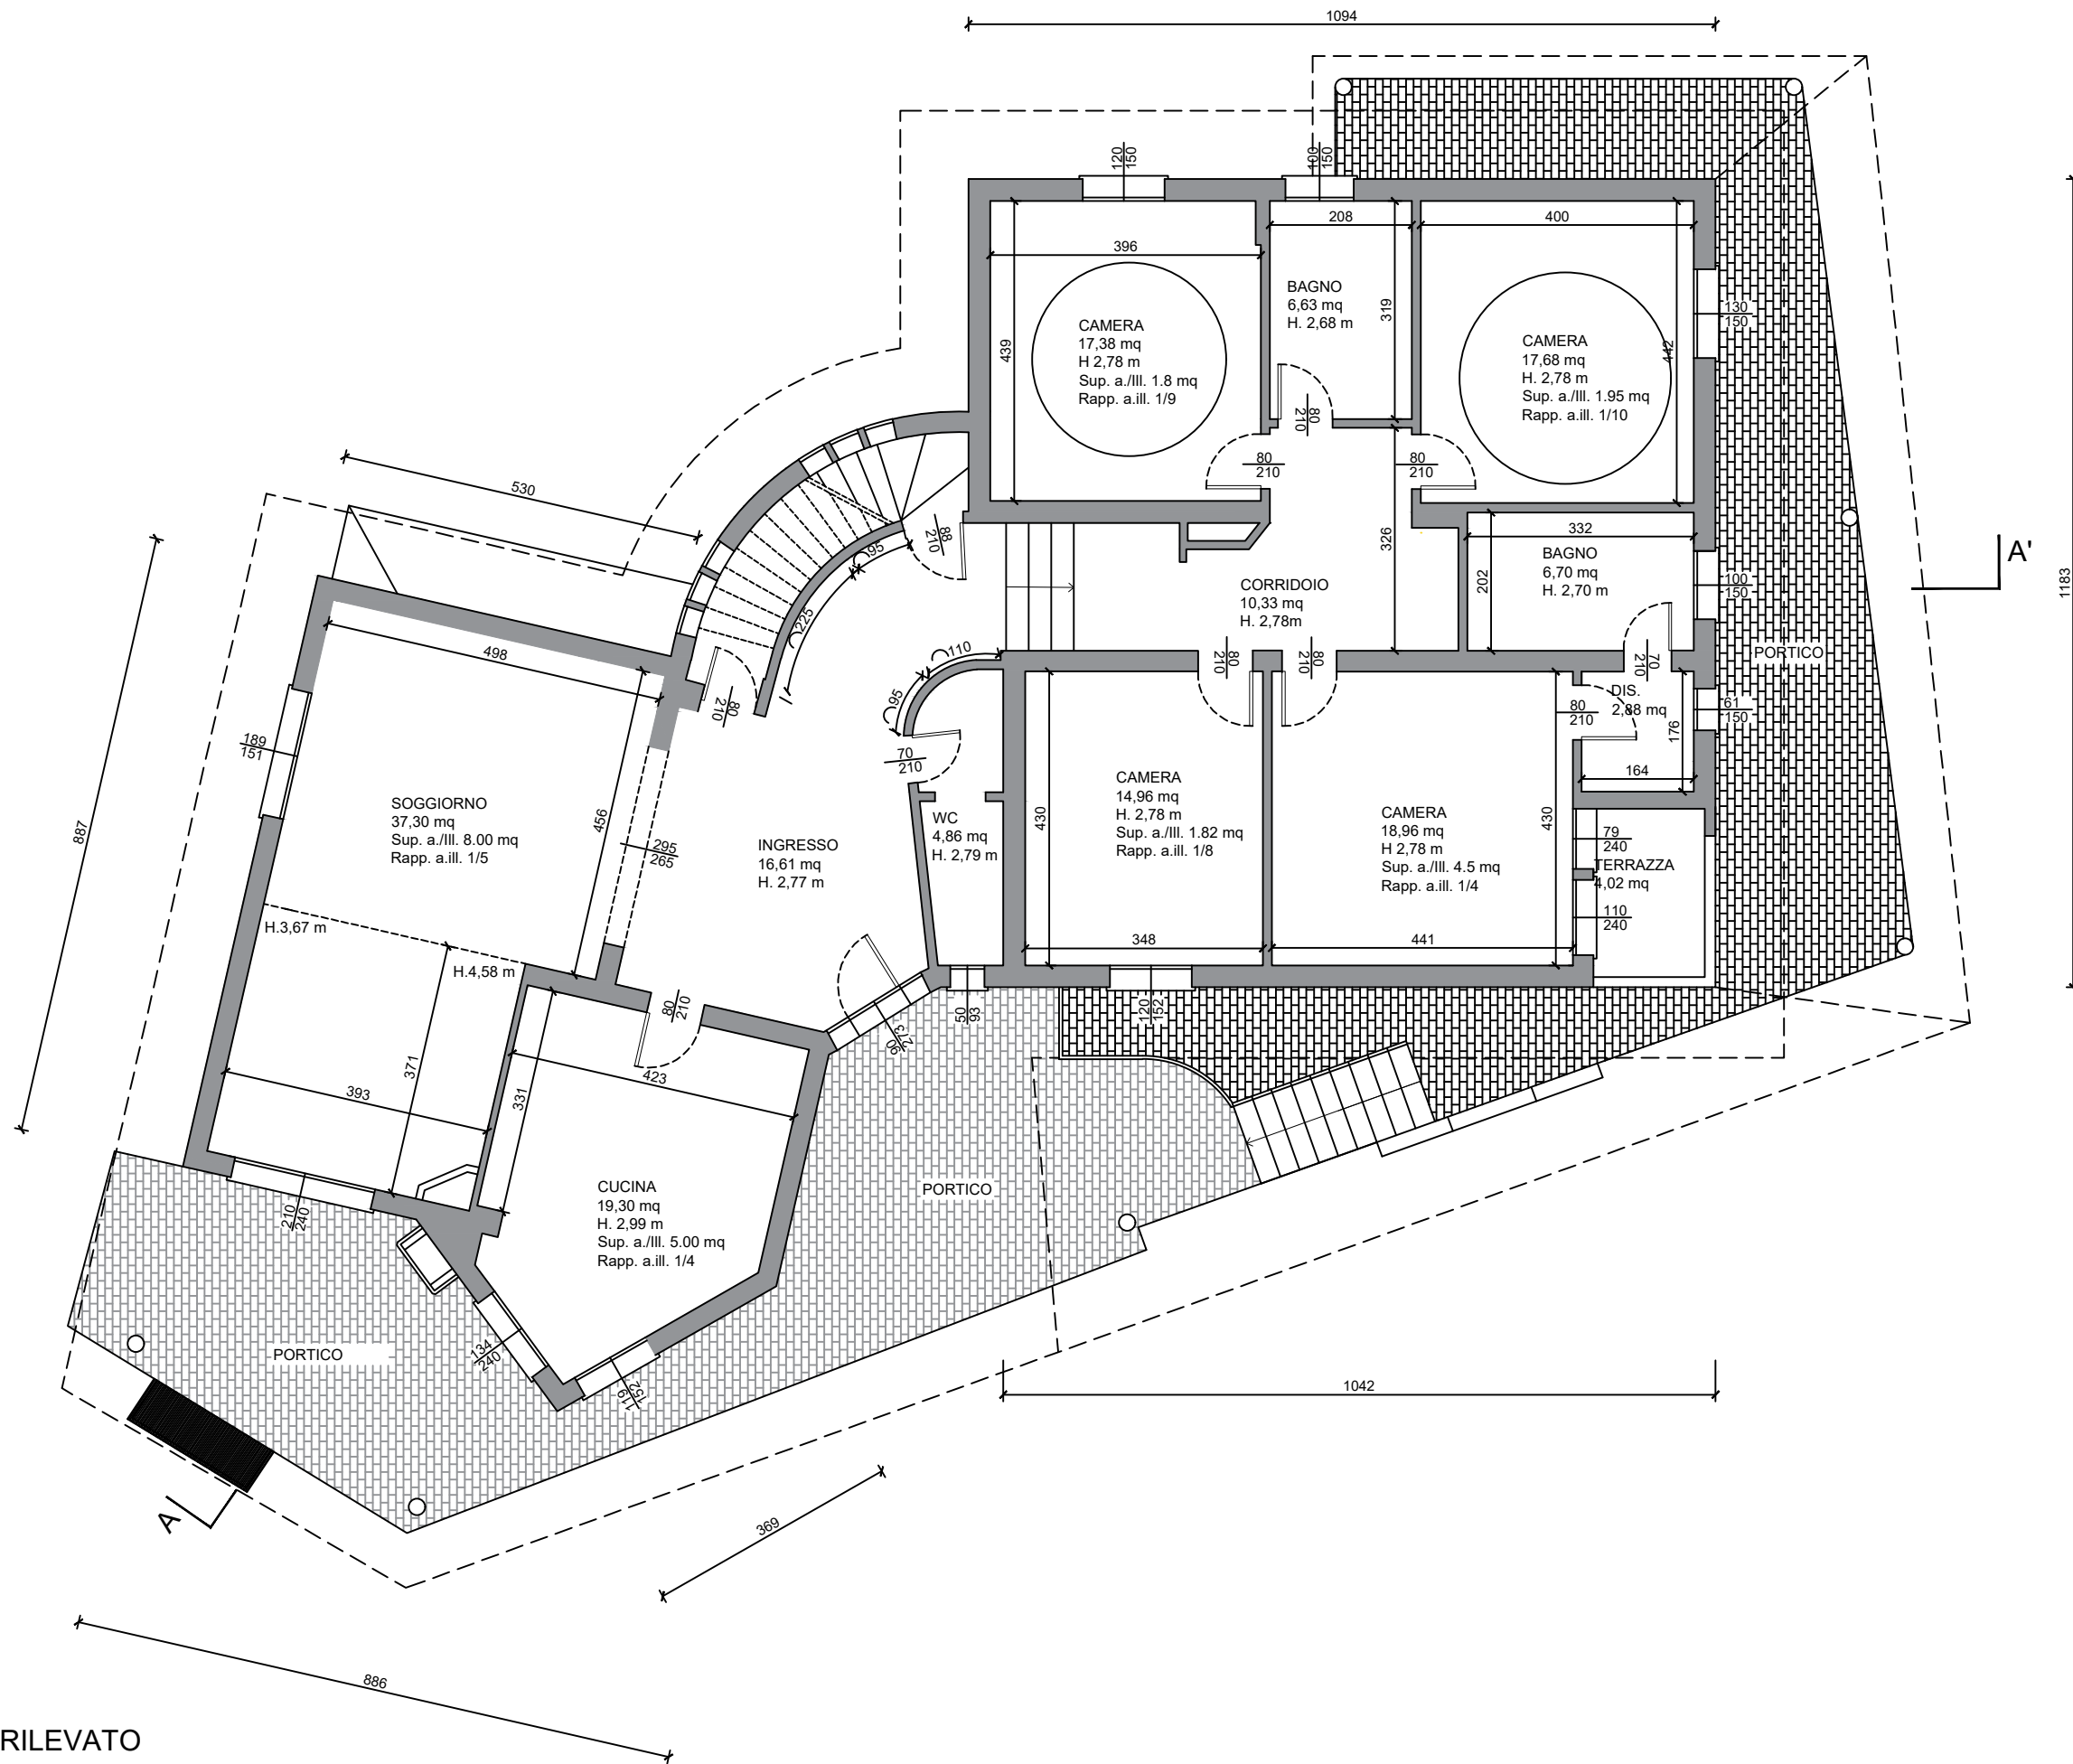 1094
120
150
100
150
208
400
396
BAGNO
6,63 mq
H. 2,68 m
319
439
CAMERA
17,38 mq
H 2,78 m
Sup. a./Ill. 1.8 mq
Rapp. a.ill. 1/9
CAMERA
17,68 mq
H. 2,78 m
Sup. a./Ill. 1.95 mq
Rapp. a.ill. 1/10
442
130
150
1183
80
210
80
210
80
210
530
88
210
95
225
326
332
BAGNO
6,70 mq
H. 2,70 m
202
100
150
A'
CORRIDOIO
10,33 mq
H. 2,78m
110
95
80
210
80
210
70
210
PORTICO
498
80
210
DIS.
2,88 mq
80
210
61
150
176
164
189
151
70
210
887
SOGGIORNO
37,30 mq
Sup. a./Ill. 8.00 mq
Rapp. a.ill. 1/5
456
295
265
INGRESSO
16,61 mq
H. 2,77 m
WC
4,86 mq
H. 2,79 m
430
CAMERA
14,96 mq
H. 2,78 m
Sup. a./Ill. 1.82 mq
Rapp. a.ill. 1/8
CAMERA
18,96 mq
H 2,78 m
Sup. a./Ill. 4.5 mq
Rapp. a.ill. 1/4
430
79
240
TERRAZZA
4,02 mq
110
240
H.3,67 m
H.4,58 m
348
441
80
210
90
273
50
93
120
152
371
393
331
423
CUCINA
19,30 mq
H. 2,99 m
Sup. a./Ill. 5.00 mq
Rapp. a.ill. 1/4
PORTICO
210
240
PORTICO
134
240
119
152
1042
A
369
886
RILEVATO